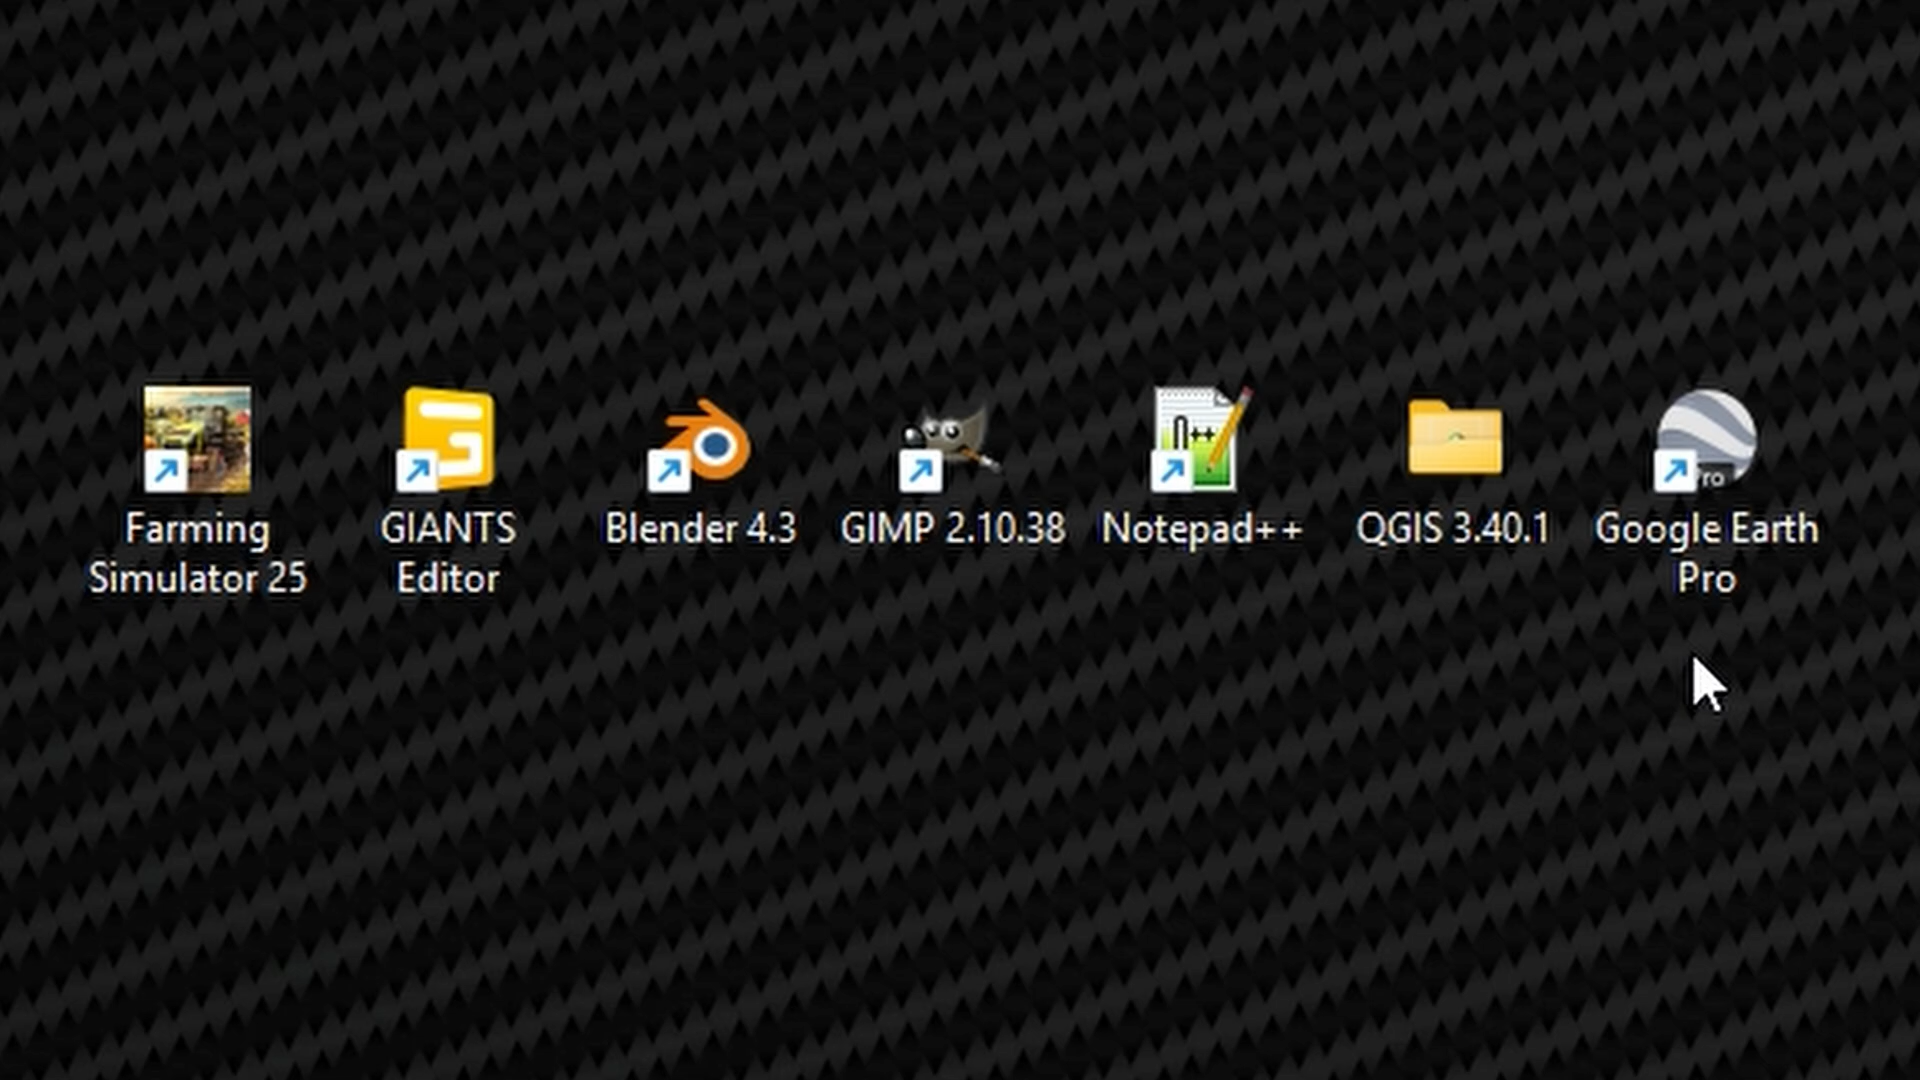 Farming
Simulator 25
GIANTS
Editor
Blender 4.3
GIMP 2.10.38
Notepad++
QGIS 3.40.1
Google Earth
Pro